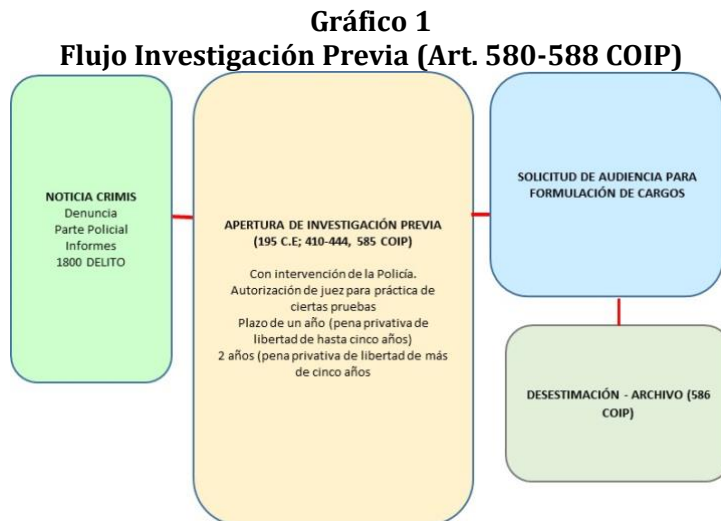 Gráfico 1
Flujo Investigación Previa (Art. 580-588 COIP)
NOTICIA CRIMIS
Denuncia
Parte Policial
Informes
1800 DELITO
APERTURA DE INVESTIGACIÓN PREVIA
(195 C.E; 410-444, 585 COIP)
Con intervención de la Policía.
Autorización de juez para práctica de
ciertas pruebas
Plazo de un año (pena privativa de
libertad de hasta cinco años)
2 años (pena privativa de libertad de más
de cinco años
SOLICITUD DE AUDIENCIA PARA
FORMULACIÓN DE CARGOS
DESESTIMACIÓN - ARCHIVO (586
COIP)